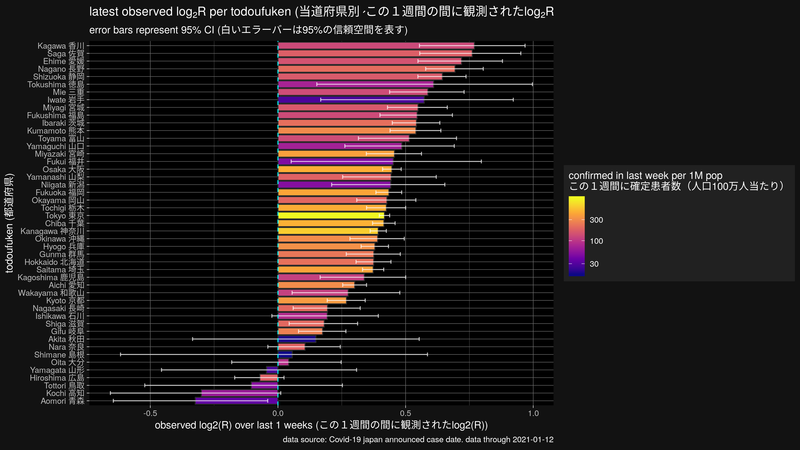 latest observed log₂R per todoufuken (当道府県別・この１週間の間に観測されたlog₂R
error bars represent 95% CI (白いエラーバーは95%の信頼空間を表す)
todoufuken (都道府県)
Kagawa 香川
Saga 佐賀
Ehime 愛媛
Nagano 長野
Shizuoka 静岡
Tokushima 徳島
Mie 三重
Iwate 岩手
Miyagi 宮城
Fukushima 福島
Ibaraki 茨城
Kumamoto 熊本
Toyama 富山
Yamaguchi 山口
Miyazaki 宮崎
Fukui 福井
Osaka 大阪
Yamanashi 山梨
Niigata 新潟
Fukuoka 福岡
Okayama 岡山
Tochigi 栃木
Tokyo 東京
Chiba 千葉
Kanagawa 神奈川
Okinawa 沖縄
Hyogo 兵庫
Gunma 群馬
Hokkaido 北海道
Saitama 埼玉
Kagoshima 鹿児島
Aichi 愛知
Wakayama 和歌山
Kyoto 京都
Nagasaki 長崎
Ishikawa 石川
Shiga 滋賀
Gifu 岐阜
Akita 秋田
Nara 奈良
Shimane 島根
Oita 大分
Yamagata 山形
Hiroshima 広島
Tottori 鳥取
Kochi 高知
Aomori 青森
-0.5 0.0 0.5 1.0
observed log2(R) over last 1 weeks (この１週間の間に観測されたlog2(R))
data source: Covid-19 japan announced case date. data through 2021-01-12
confirmed in last week per 1M pop
この１週間に確定患者数（人口100万人当たり）
300
100
30